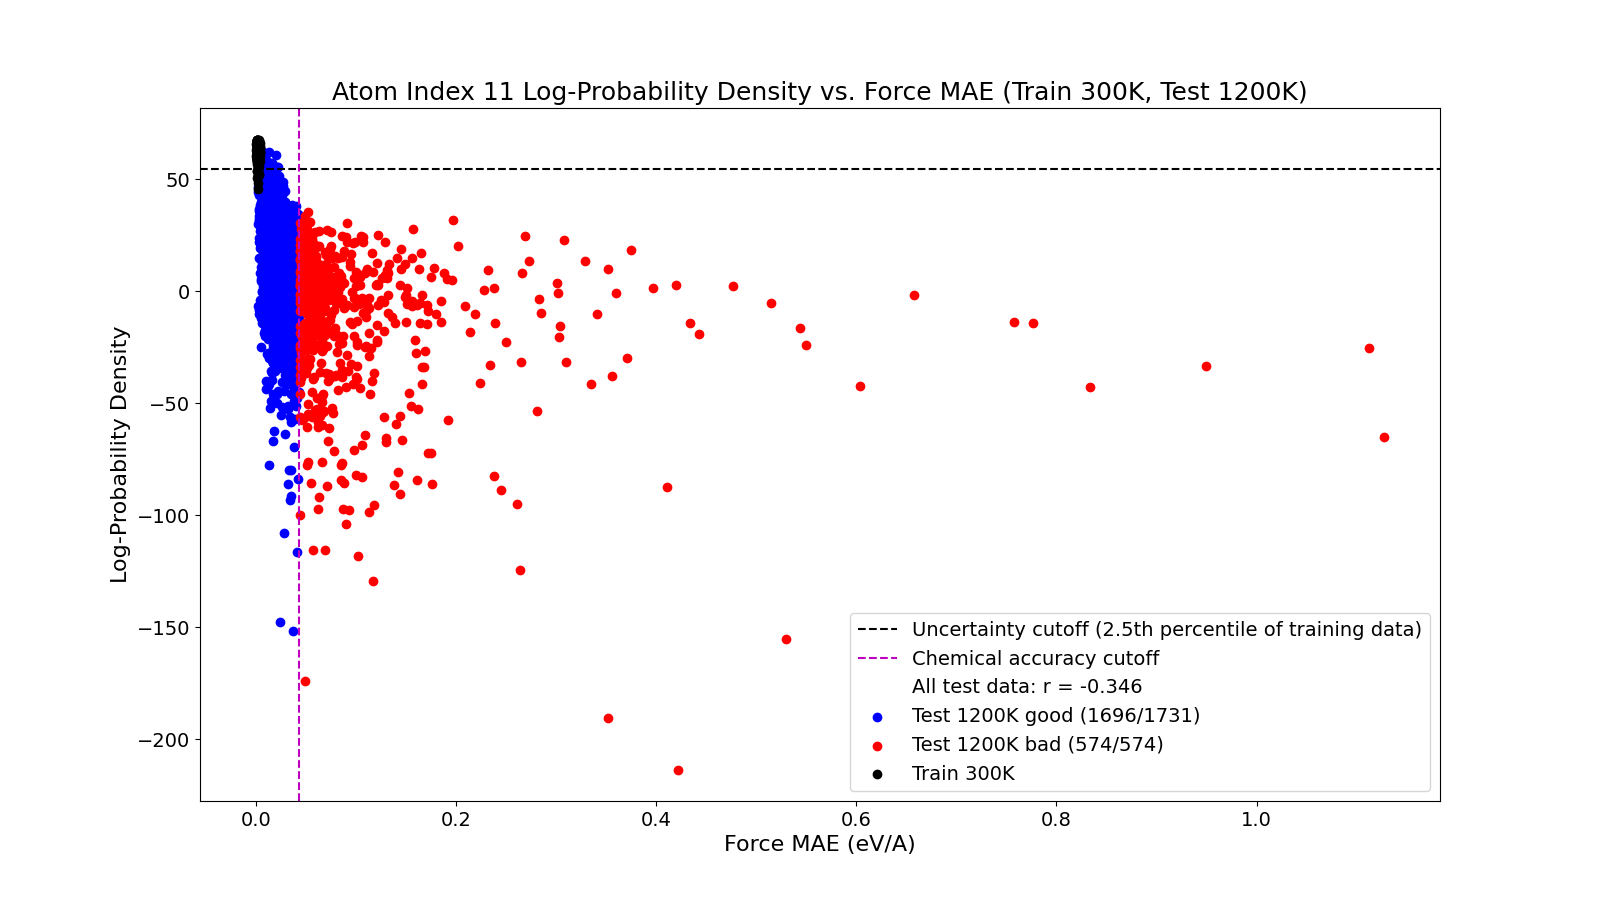 Atom Index 11 Log-Probability Density vs. Force MAE (Train 300K, Test 1200K)
Log-Probability Density
50
0
−50
−100
−150
−200
0.0 0.2 0.4 0.6 0.8 1.0
Force MAE (eV/A)
Uncertainty cutoff (2.5th percentile of training data)
Chemical accuracy cutoff
All test data: r = -0.346
Test 1200K good (1696/1731)
Test 1200K bad (574/574)
Train 300K